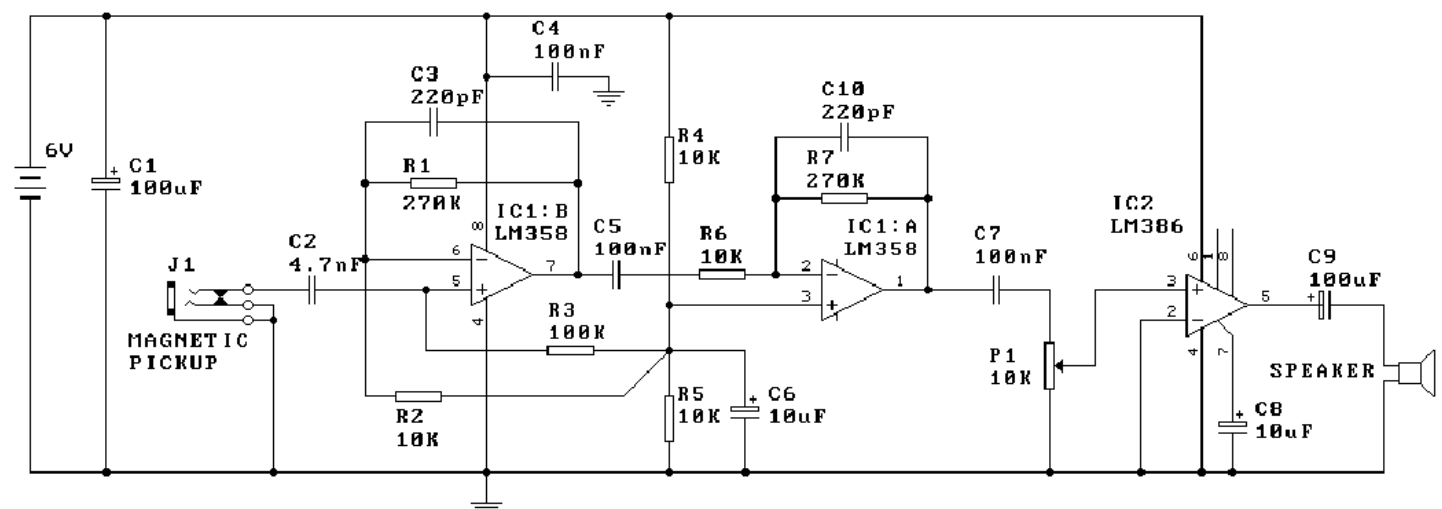 6V
C1
100uF
J1
MAGNETIC
PICKUP
C2
4.7nF
C3
220pF
R1
270K
C4
100nF
8
IC1:B
LM358
6
-
5
+
7
4
C5
100nF
R3
100K
R2
10K
R4
10K
R5
10K
C6
10uF
R6
10K
C10
220pF
R7
270K
IC1:A
LM358
2
-
3
+
1
C7
100nF
P1
10K
IC2
LM386
6
1
8
3
+
2
-
5
4
7
C8
10uF
+
C9
100uF
+
SPEAKER
+
+